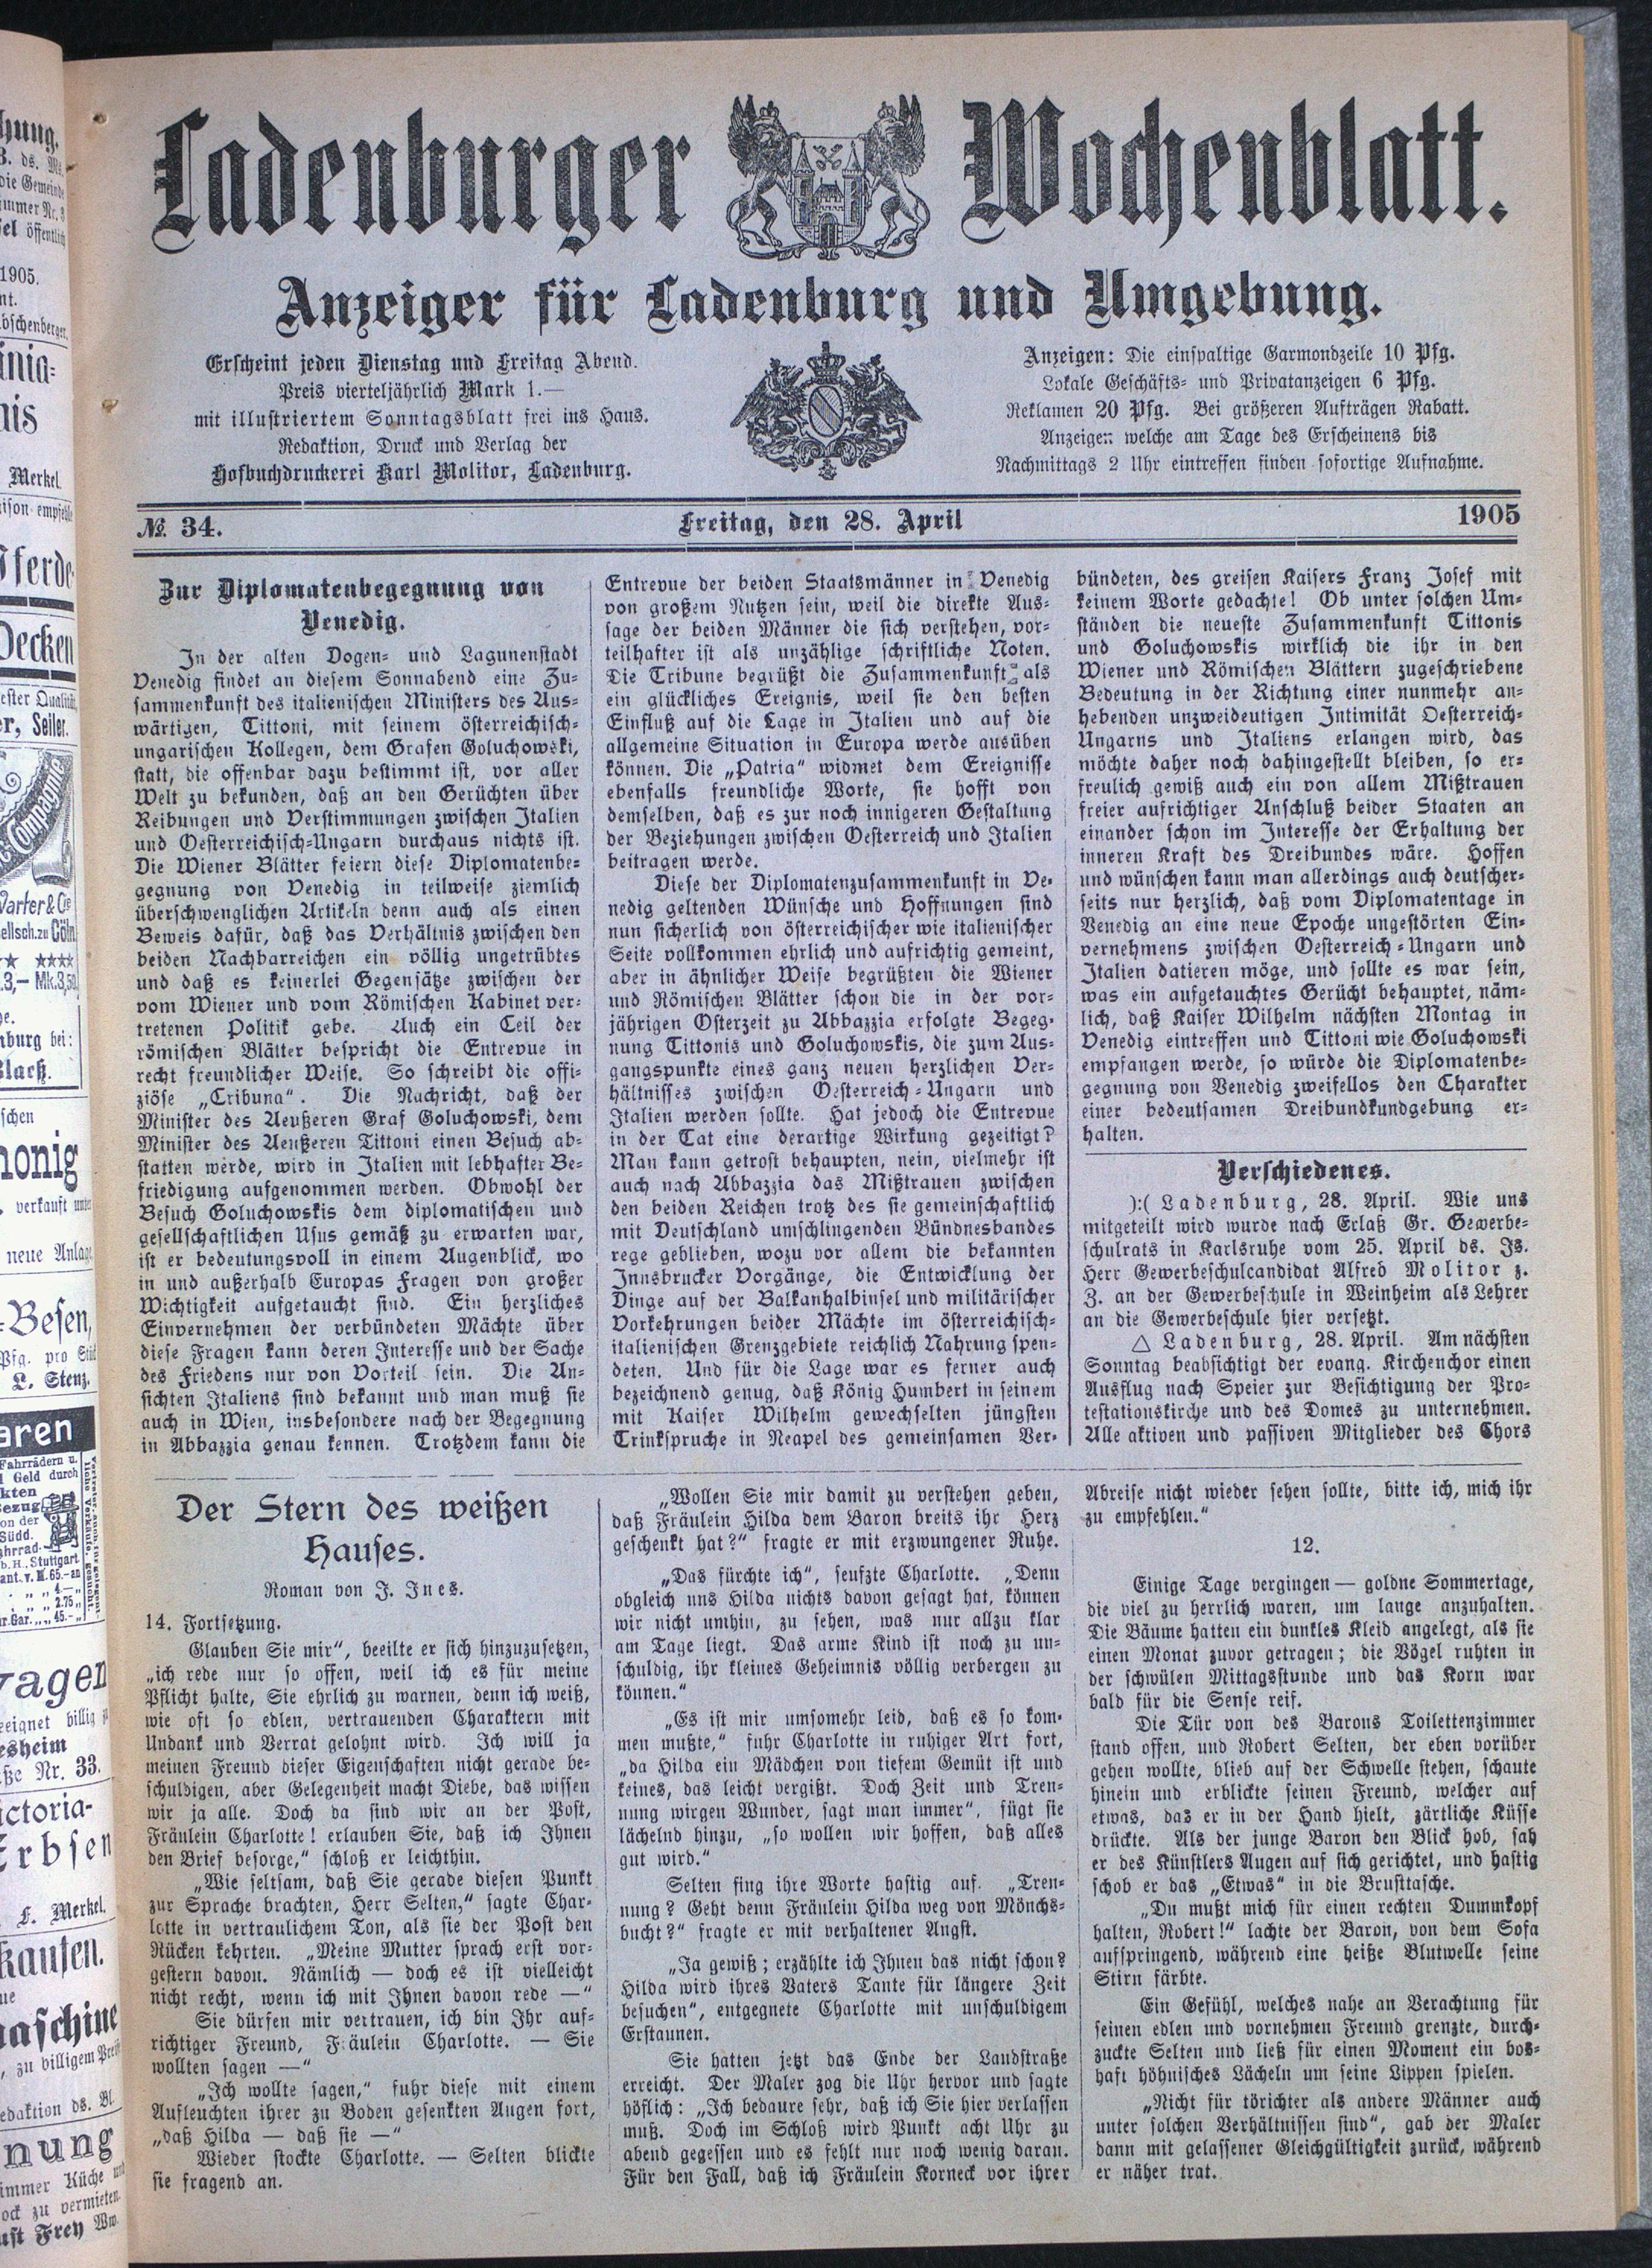 Ladenburger Wochenblatt.
Anzeiger für Ladenburg und Umgebung.
Erscheint jeden Dienstag und Freitag Abend.
Preis vierteljährlich Mark 1.—
mit illustriertem Sonntagsblatt frei ins Haus.
Redaktion, Druck und Verlag der
Hofbuchdruckerei Karl Molitor, Ladenburg.
Anzeigen: Die einspaltige Garmondzeile 10 Pfg.
Lokale Geschäfts- und Privatanzeigen 6 Pfg.
Reklamen 20 Pfg. Bei größeren Aufträgen Rabatt.
Anzeigen welche am Tage des Erscheinens bis
Nachmittags 2 Uhr eintreffen finden sofortige Aufnahme.
№ 34.
Freitag, den 28. April
1905
Zur Diplomatenbegegnung von
Venedig.
In der alten Dogen- und Lagunenstadt
Venedig findet an diesem Sonnabend eine Zu-
sammenkunft des italienischen Ministers des Aus-
wärtigen, Tittoni, mit seinem österreichisch-
ungarischen Kollegen, dem Grafen Goluchowski,
statt, die offenbar dazu bestimmt ist, vor aller
Welt zu bekunden, daß an den Gerüchten über
Reibungen und Verstimmungen zwischen Italien
und Oesterreichisch-Ungarn durchaus nichts ist.
Die Wiener Blätter feiern diese Diplomatenbe-
gegnung von Venedig in teilweise ziemlich
überschwenglichen Artikeln denn auch als einen
Beweis dafür, daß das Verhältnis zwischen den
beiden Nachbarreichen ein völlig ungetrübtes
und daß es keinerlei Gegensätze zwischen der
vom Wiener und vom Römischen Kabinet ver-
tretenen Politik gebe. Auch ein Teil der
römischen Blätter bespricht die Entrevue in
recht freundlicher Weise. So schreibt die offi-
ziöse „Tribuna“. Die Nachricht, daß der
Minister des Aeußeren Graf Goluchowski, dem
Minister des Aeußeren Tittoni einen Besuch ab-
statten werde, wird in Italien mit lebhafter Be-
friedigung aufgenommen werden. Obwohl der
Besuch Goluchowskis dem diplomatischen und
gesellschaftlichen Usus gemäß zu erwarten war,
ist er bedeutungsvoll in einem Augenblick, wo
in und außerhalb Europas Fragen von großer
Wichtigkeit aufgetaucht sind. Ein herzliches
Einvernehmen der verbündeten Mächte über
diese Fragen kann deren Interesse und der Sache
des Friedens nur von Vorteil sein. Die An-
sichten Italiens sind bekannt und man muß sie
auch in Wien, insbesondere nach der Begegnung
in Abbazzia genau kennen. Trotzdem kann die
Entrevue der beiden Staatsmänner in Venedig
von großem Nutzen sein, weil die direkte Aus-
sage der beiden Männer die sich verstehen, vor-
teilhafter ist als unzählige schriftliche Noten.
Die Tribune begrüßt die Zusammenkunft als
ein glückliches Ereignis, weil sie den besten
Einfluß auf die Lage in Italien und auf die
allgemeine Situation in Europa werde ausüben
können. Die „Patria“ widmet dem Ereignisse
ebenfalls freundliche Worte, sie hofft von
demselben, daß es zur noch innigeren Gestaltung
der Beziehungen zwischen Oesterreich und Italien
beitragen werde.
Diese der Diplomatenzusammenkunft in Ve-
nedig geltenden Wünsche und Hoffnungen sind
nun sicherlich von österreichischer wie italienischer
Seite vollkommen ehrlich und aufrichtig gemeint,
aber in ähnlicher Weise begrüßten die Wiener
und Römischen Blätter schon die in der vor-
jährigen Osterzeit zu Abbazzia erfolgte Begeg-
nung Tittonis und Goluchowskis, die zum Aus-
gangspunkte eines ganz neuen herzlichen Ver-
hältnisses zwischen Oesterreich-Ungarn und
Italien werden sollte. Hat jedoch die Entrevue
in der Tat eine derartige Wirkung gezeitigt?
Man kann getrost behaupten, nein, vielmehr ist
auch nach Abbazzia das Mißtrauen zwischen
den beiden Reichen trotz des sie gemeinschaftlich
mit Deutschland umschlingenden Bündnesbandes
rege geblieben, wozu vor allem die bekannten
Innsbrucker Vorgänge, die Entwicklung der
Dinge auf der Balkanhalbinsel und militärischer
Vorkehrungen beider Mächte im österreichisch-
italienischen Grenzgebiete reichlich Nahrung spen-
deten. Und für die Lage war es ferner auch
bezeichnend genug, daß König Humbert in seinem
mit Kaiser Wilhelm gewechselten jüngsten
Trinkspruche in Neapel des gemeinsamen Ver-
bündeten, des greisen Kaisers Franz Josef mit
keinem Worte gedachte! Ob unter solchen Um-
ständen die neueste Zusammenkunft Tittonis
und Goluchowskis wirklich die ihr in den
Wiener und Römischen Blättern zugeschriebene
Bedeutung in der Richtung einer nunmehr an-
hebenden unzweideutigen Intimität Oesterreich-
Ungarns und Italiens erlangen wird, das
möchte daher noch dahingestellt bleiben, so er-
freulich gewiß auch ein von allem Mißtrauen
freier aufrichtiger Anschluß beider Staaten an
einander schon im Interesse der Erhaltung der
inneren Kraft des Dreibundes wäre. Hoffen
und wünschen kann man allerdings auch deutscher-
seits nur herzlich, daß vom Diplomatentage in
Venedig an eine neue Epoche ungestörten Ein-
vernehmens zwischen Oesterreich-Ungarn und
Italien datieren möge, und sollte es war sein,
was ein aufgetauchtes Gerücht behauptet, näm-
lich, daß Kaiser Wilhelm nächsten Montag in
Venedig eintreffen und Tittoni wie Goluchowski
empfangen werde, so würde die Diplomatenbe-
gegnung von Venedig zweifellos den Charakter
einer bedeutsamen Dreibundkundgebung er-
halten.
Verschiedenes.
):( Ladenburg, 28. April. Wie uns
mitgeteilt wird wurde nach Erlaß Gr. Gewerbe-
schulrats in Karlsruhe vom 25. April ds. Js.
Herr Gewerbeschulcandidat Alfred Molitor z.
Z. an der Gewerbeschule in Weinheim als Lehrer
an die Gewerbeschule hier versetzt.
△ Ladenburg, 28. April. Am nächsten
Sonntag beabsichtigt der evang. Kirchenchor einen
Ausflug nach Speier zur Besichtigung der Pro-
testationskirche und des Domes zu unternehmen.
Alle aktiven und passiven Mitglieder des Chors
Der Stern des weißen
Hauses.
Roman von J. Ines.
14. Fortsetzung.
Glauben Sie mir“, beeilte er sich hinzuzusetzen,
„ich rede nur so offen, weil ich es für meine
Pflicht halte, Sie ehrlich zu warnen, denn ich weiß,
wie oft so edlen, vertrauenden Charaktern mit
Undank und Verrat gelohnt wird. Ich will ja
meinen Freund dieser Eigenschaften nicht gerade be-
schuldigen, aber Gelegenheit macht Diebe, das wissen
wir ja alle. Doch da sind wir an der Post,
Fräulein Charlotte! erlauben Sie, daß ich Ihnen
den Brief besorge,“ schloß er leichthin.
„Wie seltsam, daß Sie gerade diesen Punkt
zur Sprache brachten, Herr Selten,“ sagte Char-
lotte in vertraulichem Ton, als sie der Post den
Rücken kehrten. „Meine Mutter sprach erst vor-
gestern davon. Nämlich — doch es ist vielleicht
nicht recht, wenn ich mit Ihnen davon rede —“
Sie dürfen mir vertrauen, ich bin Ihr auf-
richtiger Freund, Fräulein Charlotte. — Sie
wollten sagen —“
„Ich wollte sagen,“ fuhr diese mit einem
Aufleuchten ihrer zu Boden gesenkten Augen fort,
„daß Hilda — daß sie —“
Wieder stockte Charlotte. — Selten blickte
sie fragend an.
„Wollen Sie mir damit zu verstehen geben,
daß Fräulein Hilda dem Baron breits ihr Herz
geschenkt hat?“ fragte er mit erzwungener Ruhe.
„Das fürchte ich“, seufzte Charlotte. „Denn
obgleich uns Hilda nichts davon gesagt hat, können
wir nicht umhin, zu sehen, was nur allzu klar
am Tage liegt. Das arme Kind ist noch zu un-
schuldig, ihr kleines Geheimnis völlig verbergen zu
können.“
„Es ist mir umsomehr leid, daß es so kom-
men mußte,“ fuhr Charlotte in ruhiger Art fort,
„da Hilda ein Mädchen von tiefem Gemüt ist und
keines, das leicht vergißt. Doch Zeit und Tren-
nung wirgen Wunder, sagt man immer“, fügt sie
lächelnd hinzu, „so wollen wir hoffen, daß alles
gut wird.“
Selten fing ihre Worte hastig auf. „Tren-
nung? Geht denn Fräulein Hilda weg von Mönchs-
bucht?“ fragte er mit verhaltener Angst.
„Ja gewiß; erzählte ich Ihnen das nicht schon?
Hilda wird ihres Vaters Tante für längere Zeit
besuchen“, entgegnete Charlotte mit unschuldigem
Erstaunen.
Sie hatten jetzt das Ende der Landstraße
erreicht. Der Maler zog die Uhr hervor und sagte
höflich: „Ich bedaure sehr, daß ich Sie hier verlassen
muß. Doch im Schloß wird Punkt acht Uhr zu
abend gegessen und es fehlt nur noch wenig daran.
Für den Fall, daß ich Fräulein Korneck vor ihrer
Abreise nicht wieder sehen sollte, bitte ich, mich ihr
zu empfehlen.“
12.
Einige Tage vergingen — goldne Sommertage,
die viel zu herrlich waren, um lange anzuhalten.
Die Bäume hatten ein dunkles Kleid angelegt, als sie
einen Monat zuvor getragen; die Vögel ruhten in
der schwülen Mittagsstunde und das Korn war
bald für die Sense reif.
Die Tür von des Barons Toilettenzimmer
stand offen, und Robert Selten, der eben vorüber
gehen wollte, blieb auf der Schwelle stehen, schaute
hinein und erblickte seinen Freund, welcher auf
etwas, das er in der Hand hielt, zärtliche Küsse
drückte. Als der junge Baron den Blick hob, sah
er des Künstlers Augen auf sich gerichtet, und hastig
schob er das „Etwas“ in die Brusttasche.
„Du mußt mich für einen rechten Dummkopf
halten, Robert!“ lachte der Baron, von dem Sofa
aufspringend, während eine heiße Blutwelle seine
Stirn färbte.
Ein Gefühl, welches nahe an Verachtung für
seinen edlen und vornehmen Freund grenzte, durch-
zuckte Selten und ließ für einen Moment ein bos-
haft höhnisches Lächeln um seine Lippen spielen.
„Nicht für törichter als andere Männer auch
unter solchen Verhältnissen sind“, gab der Maler
dann mit gelassener Gleichgültigkeit zurück, während
er näher trat.